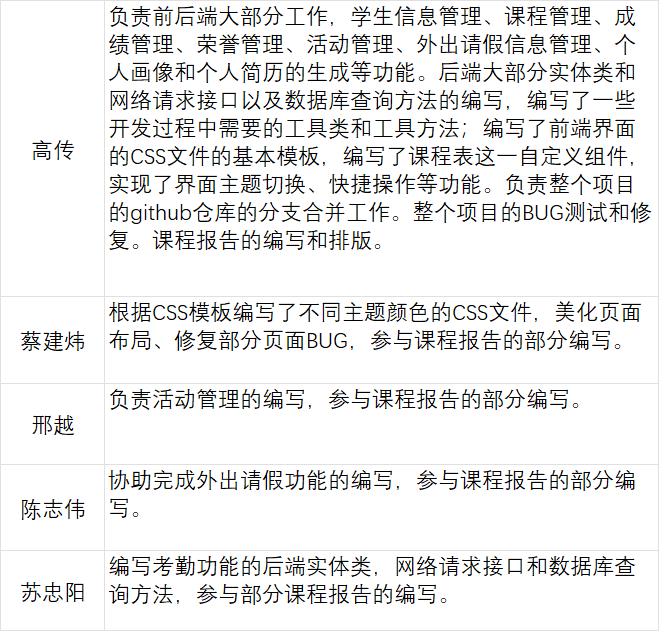 负责前后端大部分工作，学生信息管理、课程管理、成
绩管理、荣誉管理、活动管理、外出请假信息管理、个
人画像和个人简历的生成等功能。后端大部分实体类和
网络请求接口以及数据库查询方法的编写，编写了一些
开发过程中需要的工具类和工具方法；编写了前端界面
高传
的CSS文件的基本模板，编写了课程表这一自定义组件，
实现了界面主题切换、快捷操作等功能。负责整个项目
的github仓库的分支合并工作。整个项目的BUG测试和修
复。课程报告的编写和排版。
根据CSS模板编写了不同主题颜色的CSS文件，美化页面
蔡建炜
布局、修复部分页面BUG，参与课程报告的部分编写。
负责活动管理的编写，参与课程报告的部分编写。
邢越
协助完成外出请假功能的编写，参与课程报告的部分编
陈志伟
写。
编写考勤功能的后端实体类，网络请求接口和数据库查
苏忠阳
询方法，参与部分课程报告的编写。